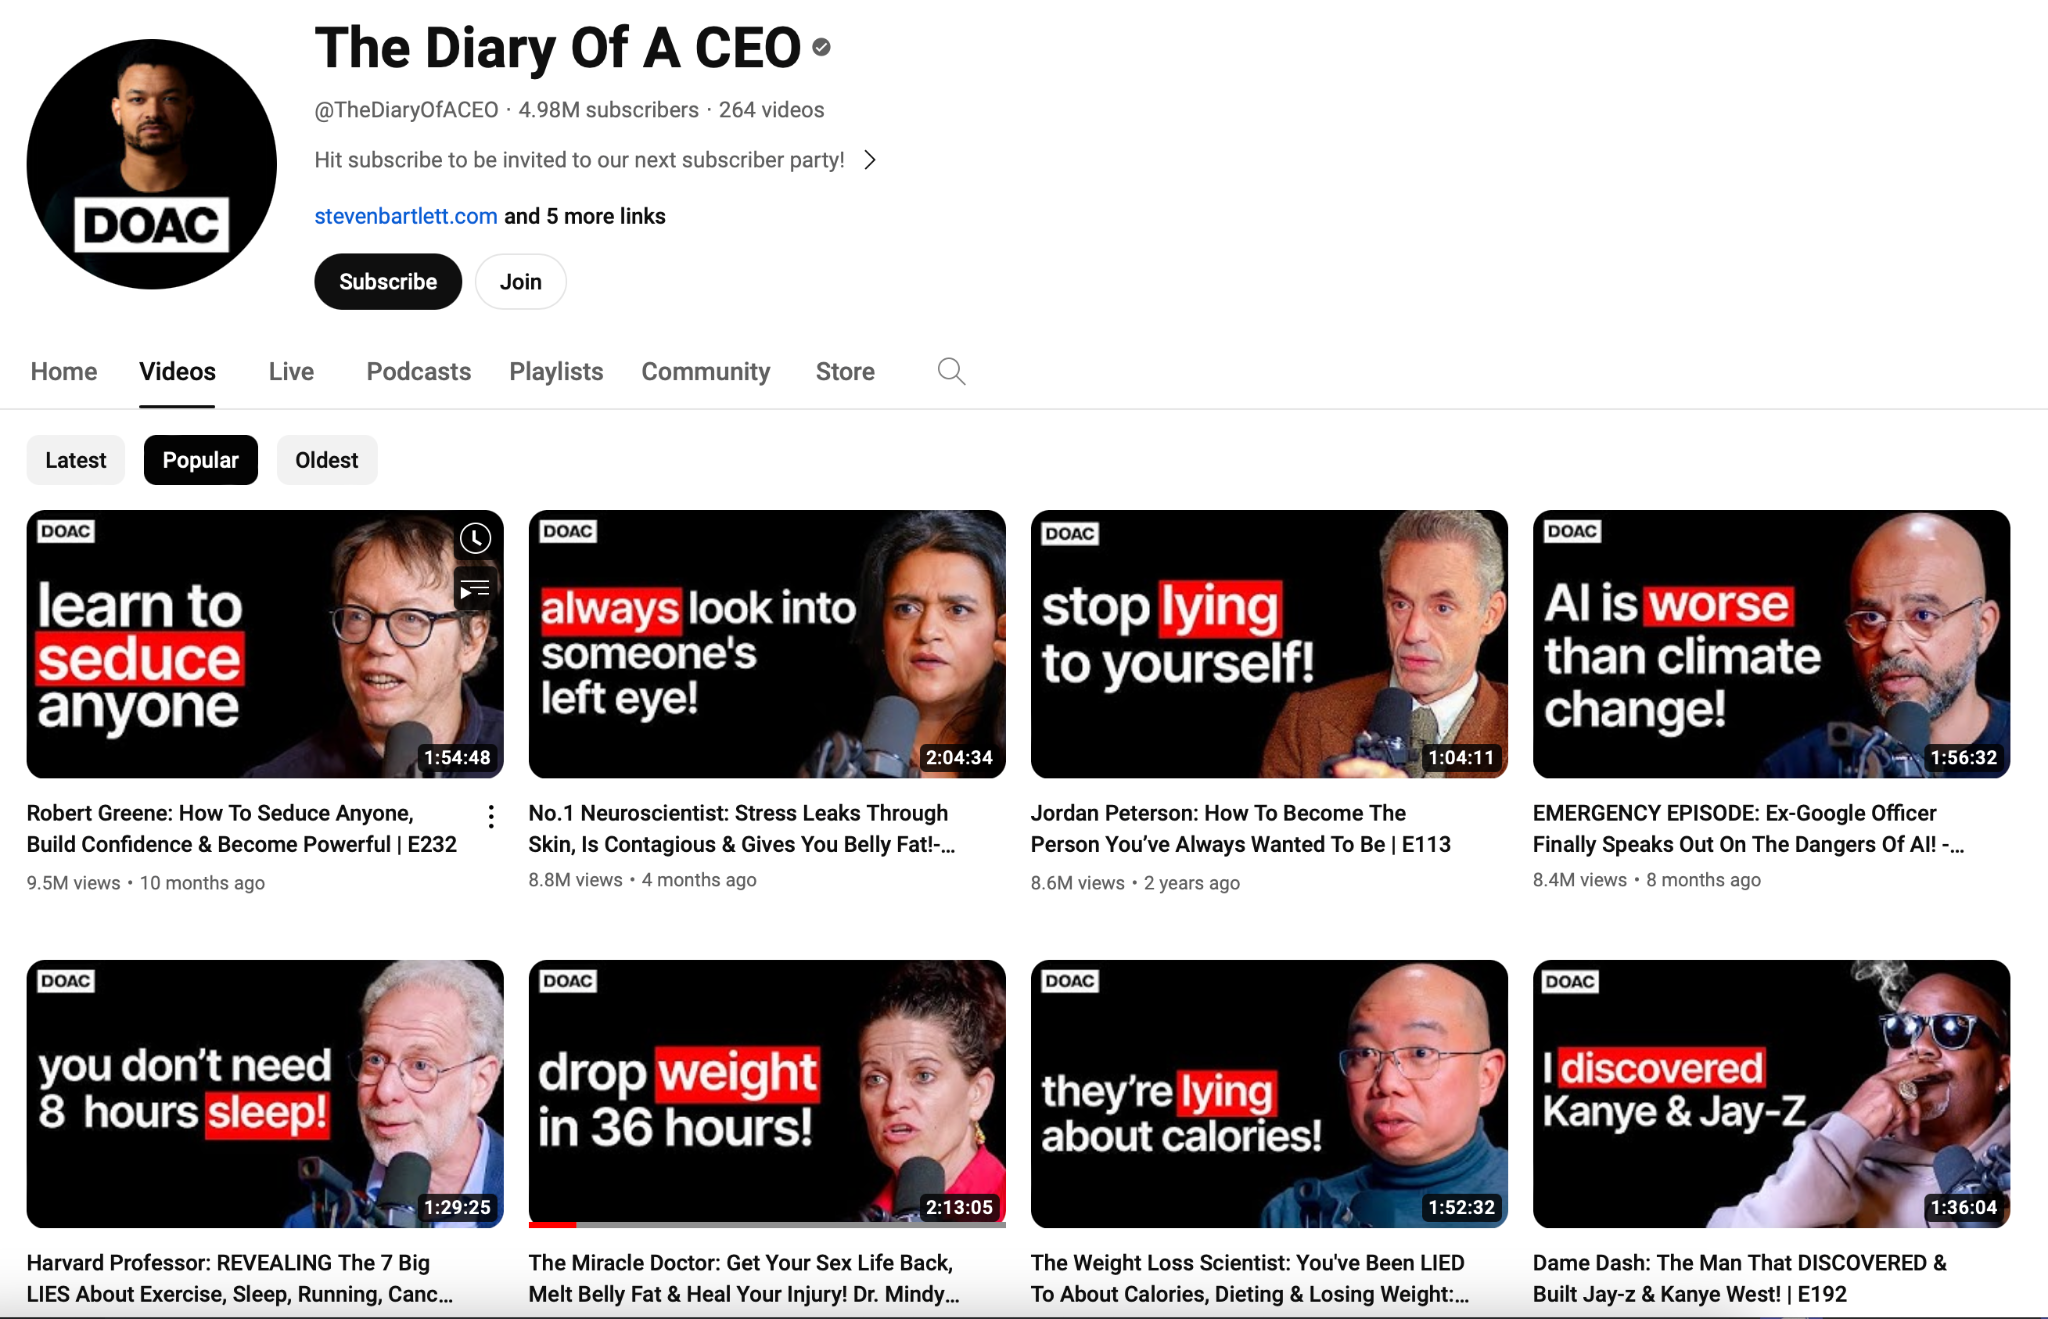 The Diary Of A CEO
@TheDiaryOfACEO · 4.98M subscribers · 264 videos
Hit subscribe to be invited to our next subscriber party!
stevenbartlett.com and 5 more links
DOAC
Subscribe
Join
Home
Videos
Live
Podcasts
Playlists
Community
Store
Latest
Popular
Oldest
DOAC
learn to
seduce
anyone
1:54:48
Robert Greene: How To Seduce Anyone,
Build Confidence & Become Powerful | E232
9.5M views • 10 months ago
DOAC
always look into
someone's
left eye!
2:04:34
No.1 Neuroscientist: Stress Leaks Through
Skin, Is Contagious & Gives You Belly Fat!-...
8.8M views • 4 months ago
DOAC
stop lying
to yourself!
1:04:11
Jordan Peterson: How To Become The
Person You’ve Always Wanted To Be | E113
8.6M views • 2 years ago
DOAC
AI is worse
than climate
change!
1:56:32
EMERGENCY EPISODE: Ex-Google Officer
Finally Speaks Out On The Dangers Of AI! -...
8.4M views • 8 months ago
DOAC
you don’t need
8 hours sleep!
1:29:25
Harvard Professor: REVEALING The 7 Big
LIES About Exercise, Sleep, Running, Canc...
DOAC
drop weight
in 36 hours!
2:13:05
The Miracle Doctor: Get Your Sex Life Back,
Melt Belly Fat & Heal Your Injury! Dr. Mindy...
DOAC
they’re lying
about calories!
1:52:32
The Weight Loss Scientist: You've Been LIED
To About Calories, Dieting & Losing Weight:...
DOAC
I discovered
Kanye & Jay-Z
1:36:04
Dame Dash: The Man That DISCOVERED &
Built Jay-z & Kanye West! | E192